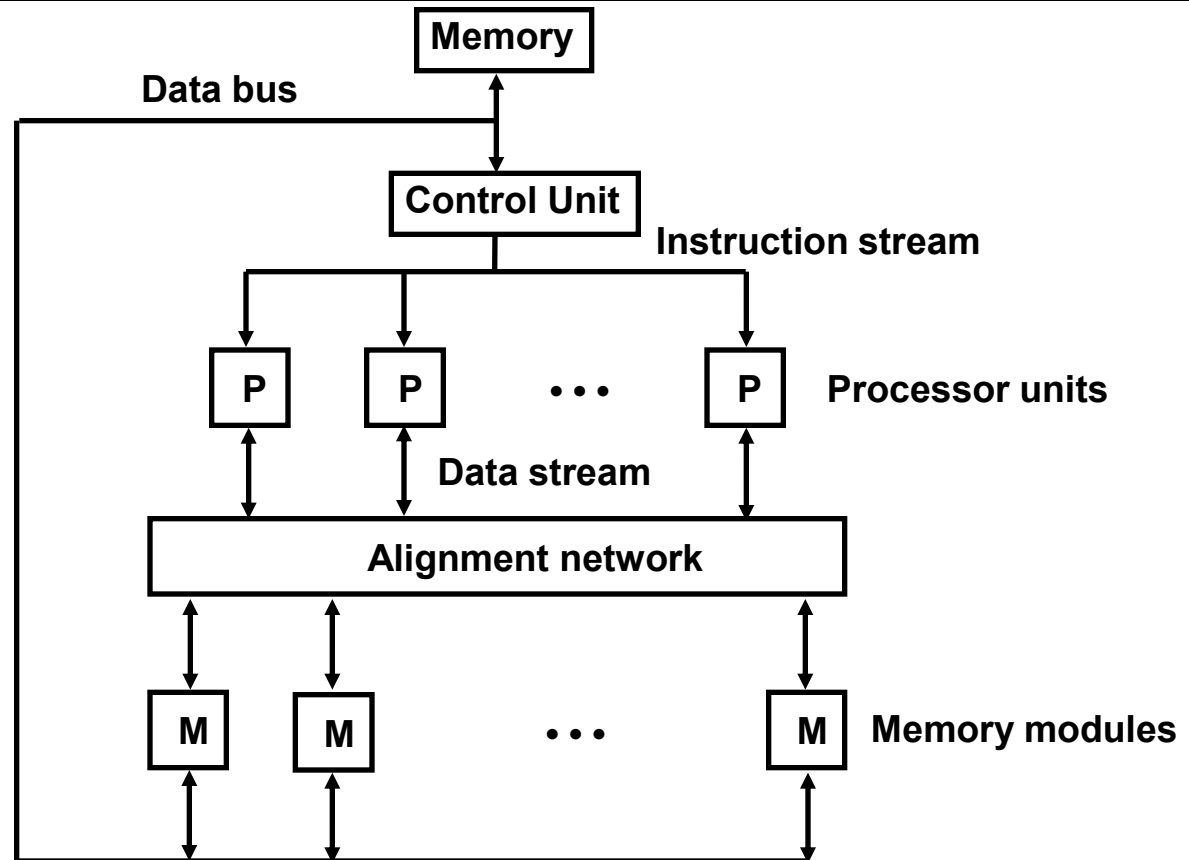 Memory
Data bus
Control Unit
Instruction stream
P P ••• P Processor units
Data stream
Alignment network
M M ••• M Memory modules